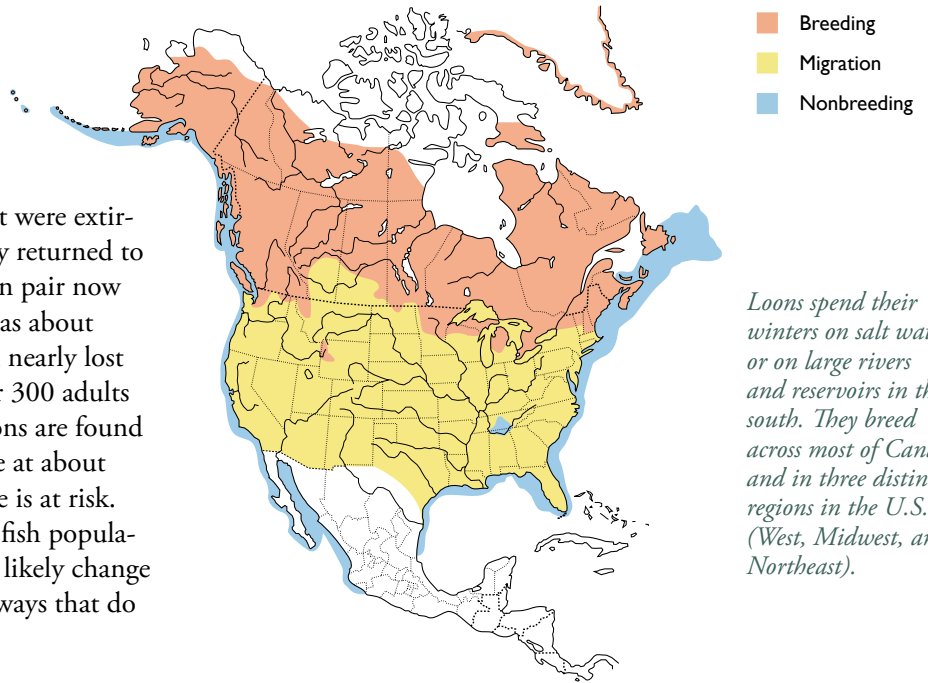 t were extir-
y returned to
n pair now
as about
nearly lost
r 300 adults
ons are found
e at about
e is at risk.
fish popula-
likely change
ways that do
Breeding
Migration
Nonbreeding
Loons spend their
winters on salt wat
or on large rivers
and reservoirs in th
south. They breed
across most of Can
and in three distin
regions in the U.S.
(West, Midwest, an
Northeast).